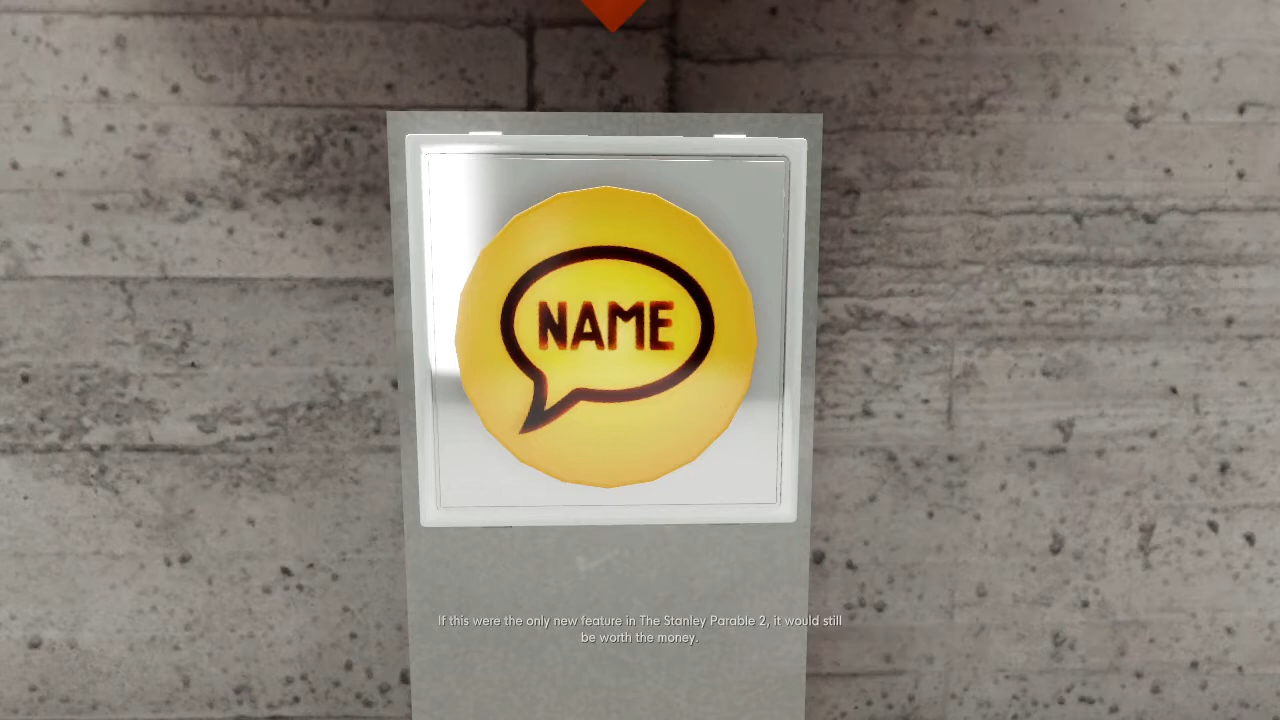 NAME
If this were the only new feature in The Stanley Parable 2, it would still
be worth the money.